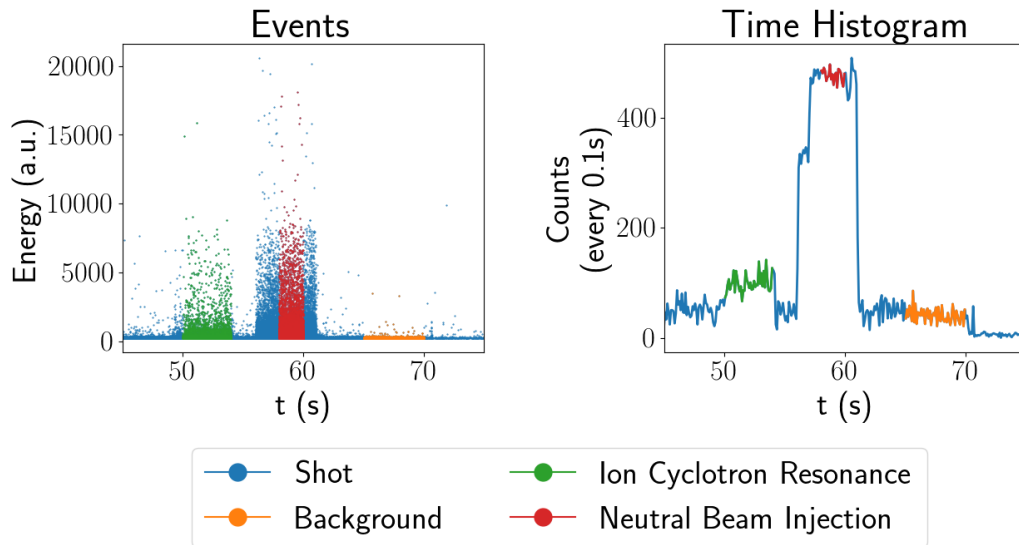 Events
Energy (a.u.)
20000
15000
10000
5000
0
50
60
70
t (s)
Time Histogram
Counts
(every 0.1s)
400
200
0
50
60
70
t (s)
Shot
Background
Ion Cyclotron Resonance
Neutral Beam Injection